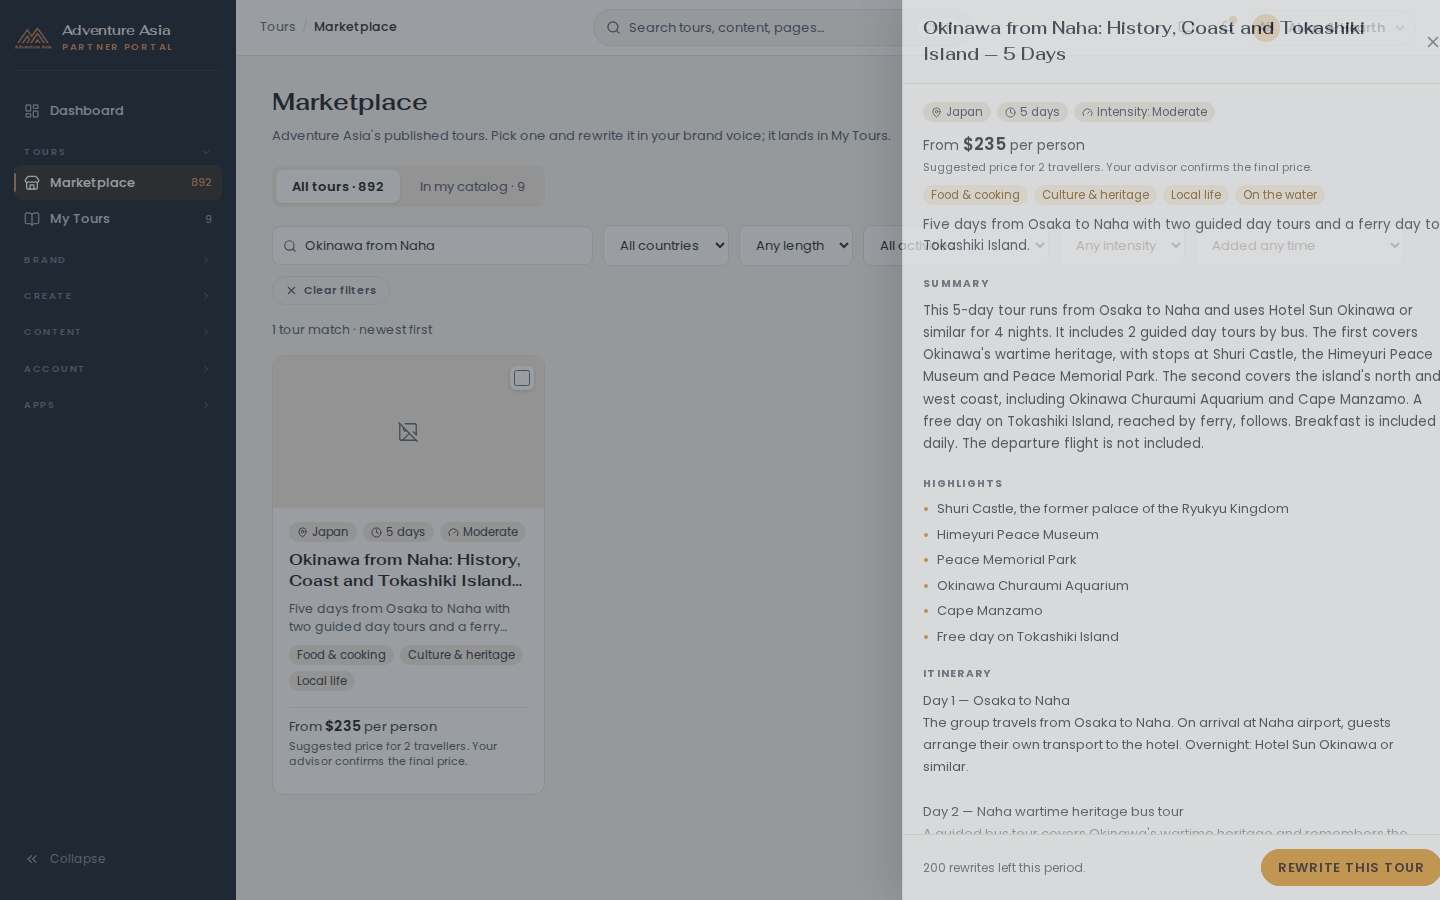 Adventure Asia
PARTNER PORTAL
Adventure Asia
Dashboard
TOURS
Marketplace 892
My Tours 9
BRAND
CREATE
CONTENT
ACCOUNT
APPS
Collapse
Tours / Marketplace
Search tours, content, pages...
Marketplace
Adventure Asia's published tours. Pick one and rewrite it in your brand voice; it lands in My Tours.
All tours · 892
In my catalog · 9
Okinawa from Naha
All countries
Any length
Any intensity
Added any time
Clear filters
1 tour match · newest first
Japan
5 days
Moderate
Okinawa from Naha: History,
Coast and Tokashiki Island...
Five days from Osaka to Naha with
two guided day tours and a ferry...
Food & cooking
Culture & heritage
Local life
From $235 per person
Suggested price for 2 travellers. Your
advisor confirms the final price.
Okinawa from Naha: History, Coast and Tokashiki
Island – 5 Days
Japan
5 days
Intensity: Moderate
From $235 per person
Suggested price for 2 travellers. Your advisor confirms the final price.
Food & cooking
Culture & heritage
Local life
On the water
Five days from Osaka to Naha with two guided day tours and a ferry day to
Tokashiki Island.
SUMMARY
This 5-day tour runs from Osaka to Naha and uses Hotel Sun Okinawa or
similar for 4 nights. It includes 2 guided day tours by bus. The first covers
Okinawa's wartime heritage, with stops at Shuri Castle, the Himeyuri Peace
Museum and Peace Memorial Park. The second covers the island's north and
west coast, including Okinawa Churaumi Aquarium and Cape Manzamo. A
free day on Tokashiki Island, reached by ferry, follows. Breakfast is included
daily. The departure flight is not included.
HIGHLIGHTS
• Shuri Castle, the former palace of the Ryukyu Kingdom
• Himeyuri Peace Museum
• Peace Memorial Park
• Okinawa Churaumi Aquarium
• Cape Manzamo
• Free day on Tokashiki Island
ITINERARY
Day 1 — Osaka to Naha
The group travels from Osaka to Naha. On arrival at Naha airport, guests
arrange their own transport to the hotel. Overnight: Hotel Sun Okinawa or
similar.
Day 2 — Naha wartime heritage bus tour
A guided bus tour covers Okinawa's wartime heritage and remembers the
200 rewrites left this period.
REWRITE THIS TOUR